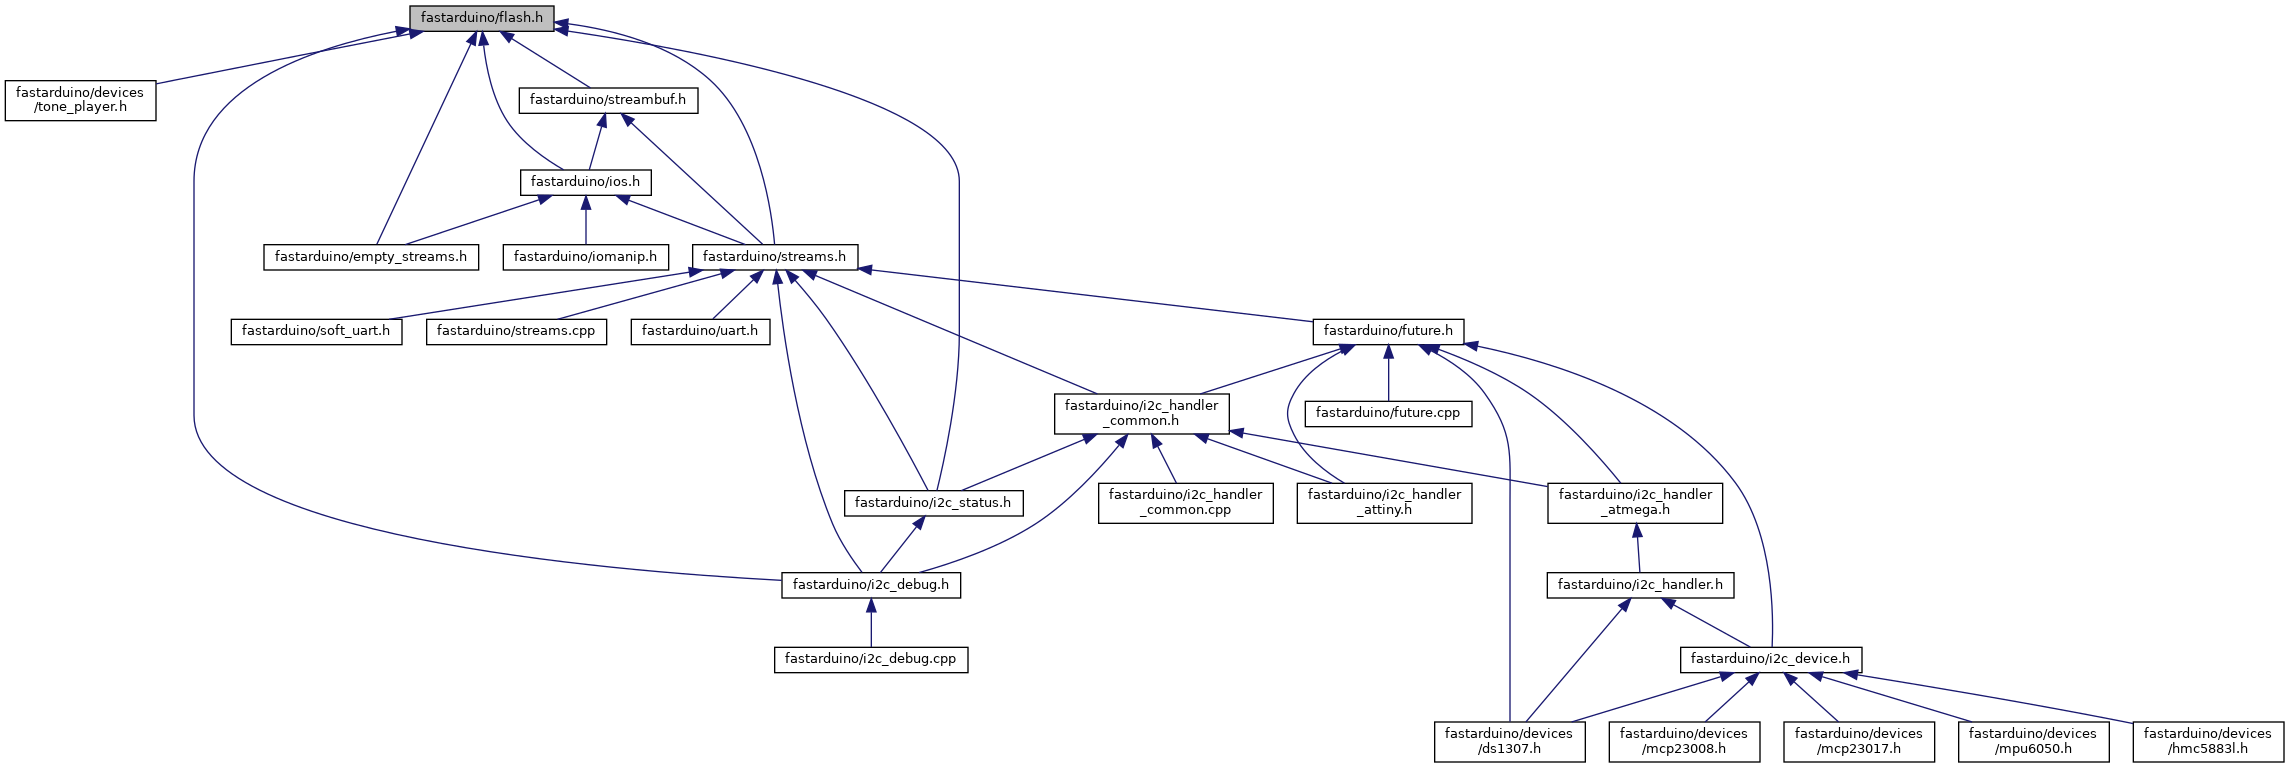 fastarduino/flash.h
fastarduino/devices
/tone_player.h
fastarduino/streambuf.h
fastarduino/ios.h
fastarduino/empty_streams.h
fastarduino/iomanip.h
fastarduino/streams.h
fastarduino/soft_uart.h
fastarduino/streams.cpp
fastarduino/uart.h
fastarduino/future.h
fastarduino/i2c_handler
_common.h
fastarduino/future.cpp
fastarduino/i2c_status.h
fastarduino/i2c_handler
_common.cpp
fastarduino/i2c_handler
_attiny.h
fastarduino/i2c_handler
_atmega.h
fastarduino/i2c_debug.h
fastarduino/i2c_handler.h
fastarduino/i2c_debug.cpp
fastarduino/i2c_device.h
fastarduino/devices
/ds1307.h
fastarduino/devices
/mcp23008.h
fastarduino/devices
/mcp23017.h
fastarduino/devices
/mpu6050.h
fastarduino/devices
/hmc5883l.h